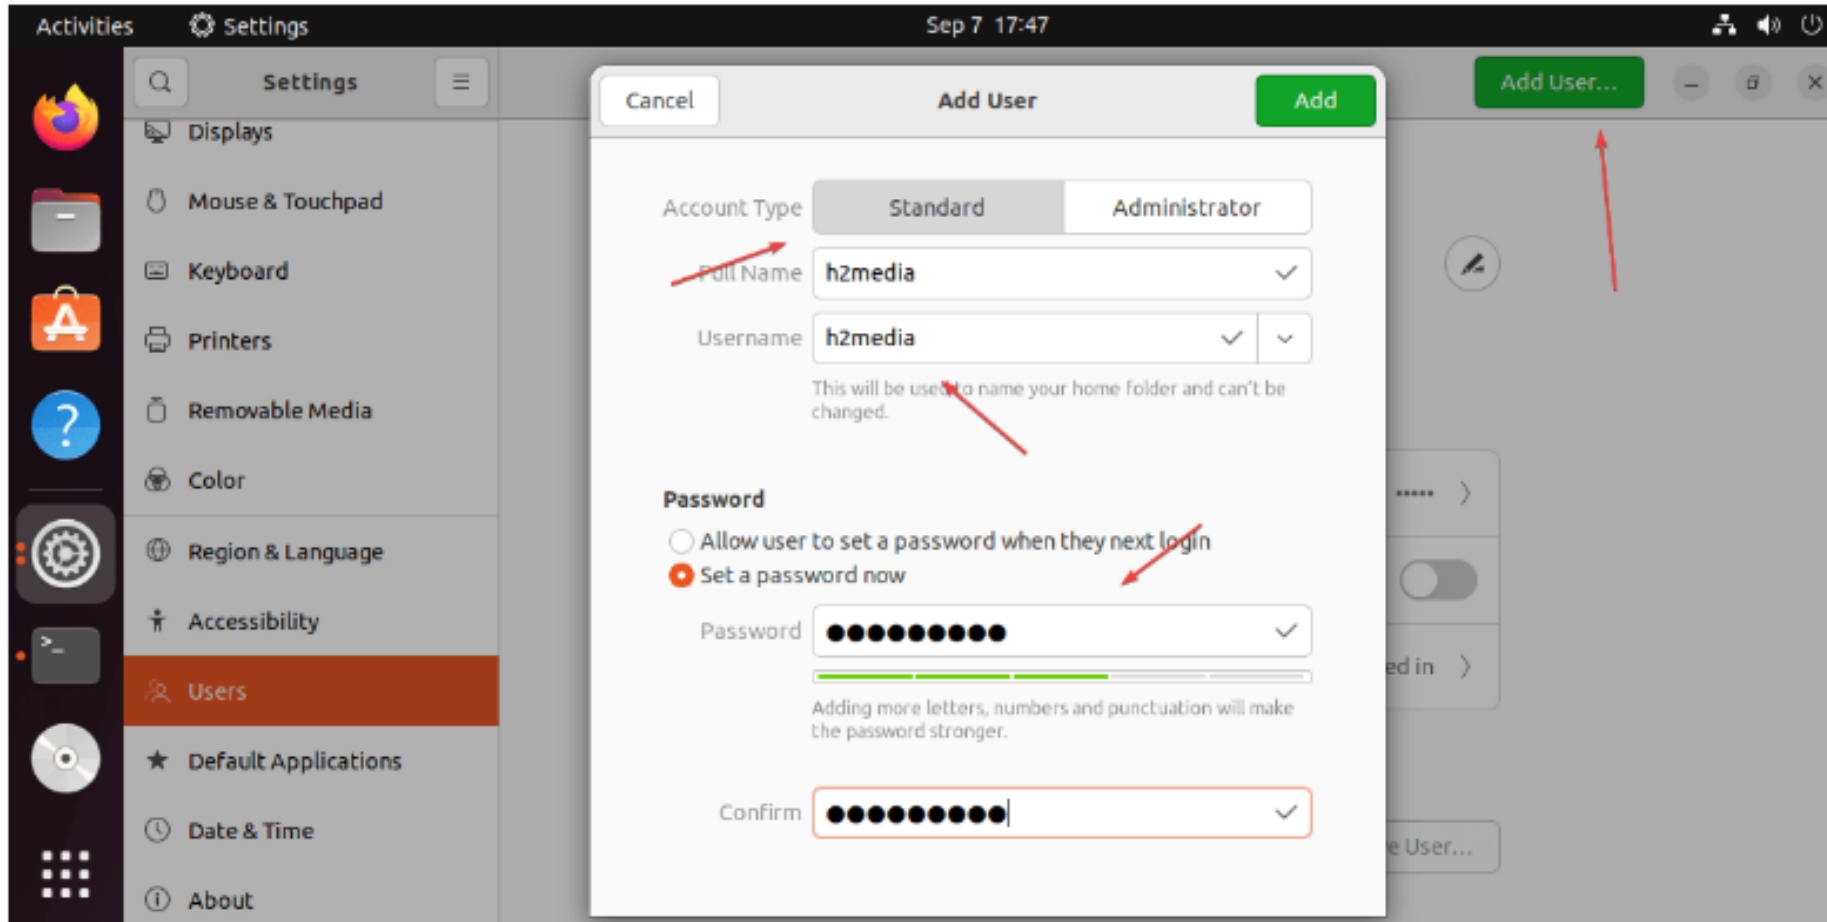 Activities Settings Sep 7 17:47
Settings
Add User...
Cancel Add User Add
Displays
Mouse & Touchpad
Keyboard
Printers
Removable Media
Color
Region & Language
Accessibility
Users
Default Applications
Date & Time
About
Account Type Standard Administrator
Full Name h2media
Username h2media
This will be used to name your home folder and can't be
changed.
Password
Allow user to set a password when they next login
Set a password now
Password ●●●●●●●●●
Adding more letters, numbers and punctuation will make
the password stronger.
Confirm ●●●●●●●●●
•••••
ed in
e User...